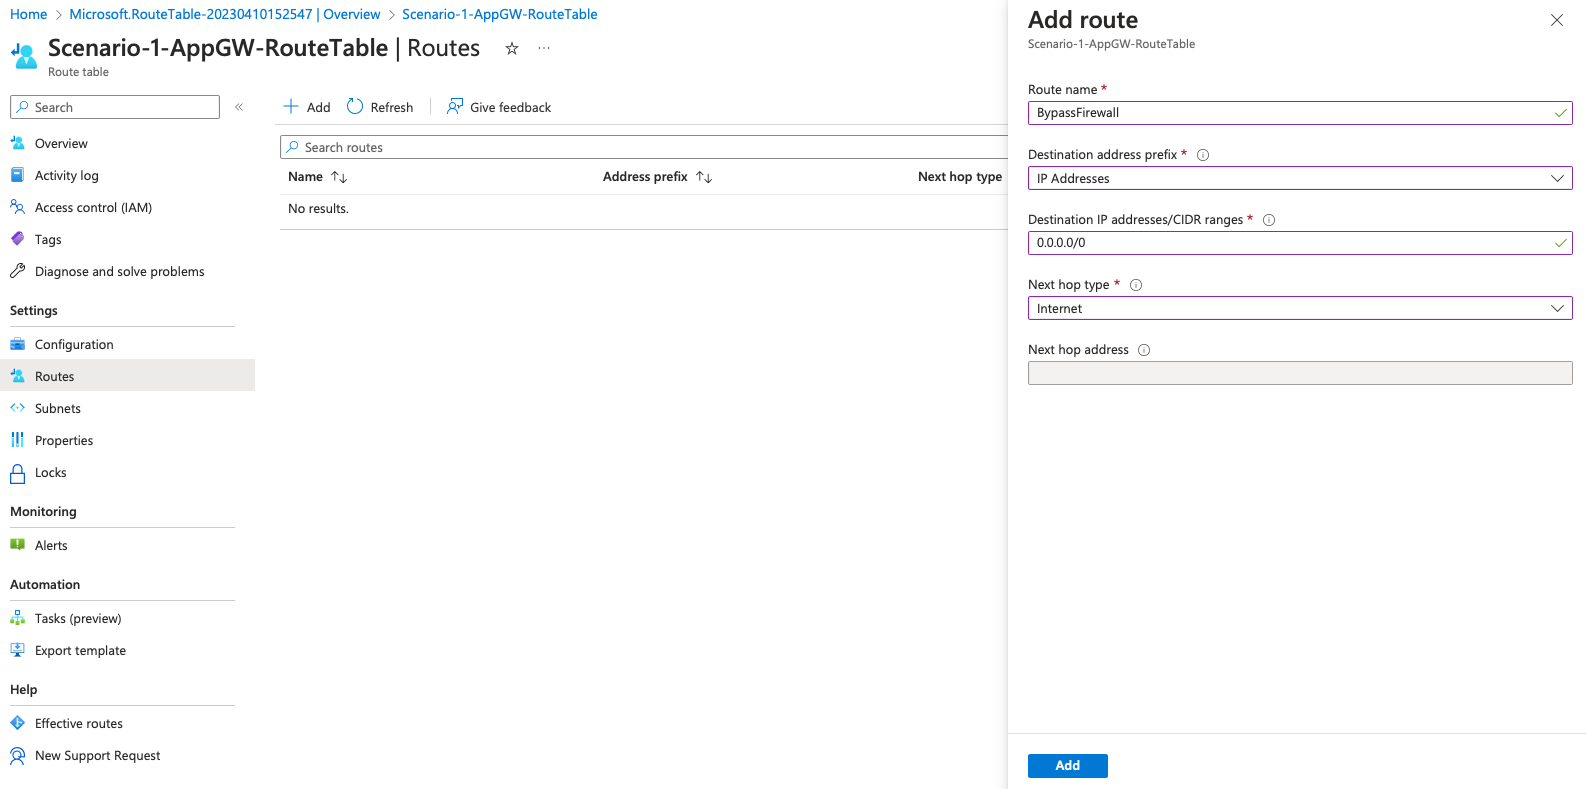 Home > Microsoft.RouteTable-20230410152547 | Overview > Scenario-1-AppGW-RouteTable
Scenario-1-AppGW-RouteTable | Routes ☆ ···
Route table
Search «
Overview
Activity log
Access control (IAM)
Tags
Diagnose and solve problems
Settings
Configuration
Routes
Subnets
Properties
Locks
Monitoring
Alerts
Automation
Tasks (preview)
Export template
Help
Effective routes
New Support Request
+ Add Refresh Give feedback
Search routes
Name ↑↓ Address prefix ↑↓ Next hop type
No results.
Add route
Scenario-1-AppGW-RouteTable
Route name *
BypassFirewall
Destination address prefix *
IP Addresses
Destination IP addresses/CIDR ranges *
0.0.0.0/0
Next hop type *
Internet
Next hop address
Add